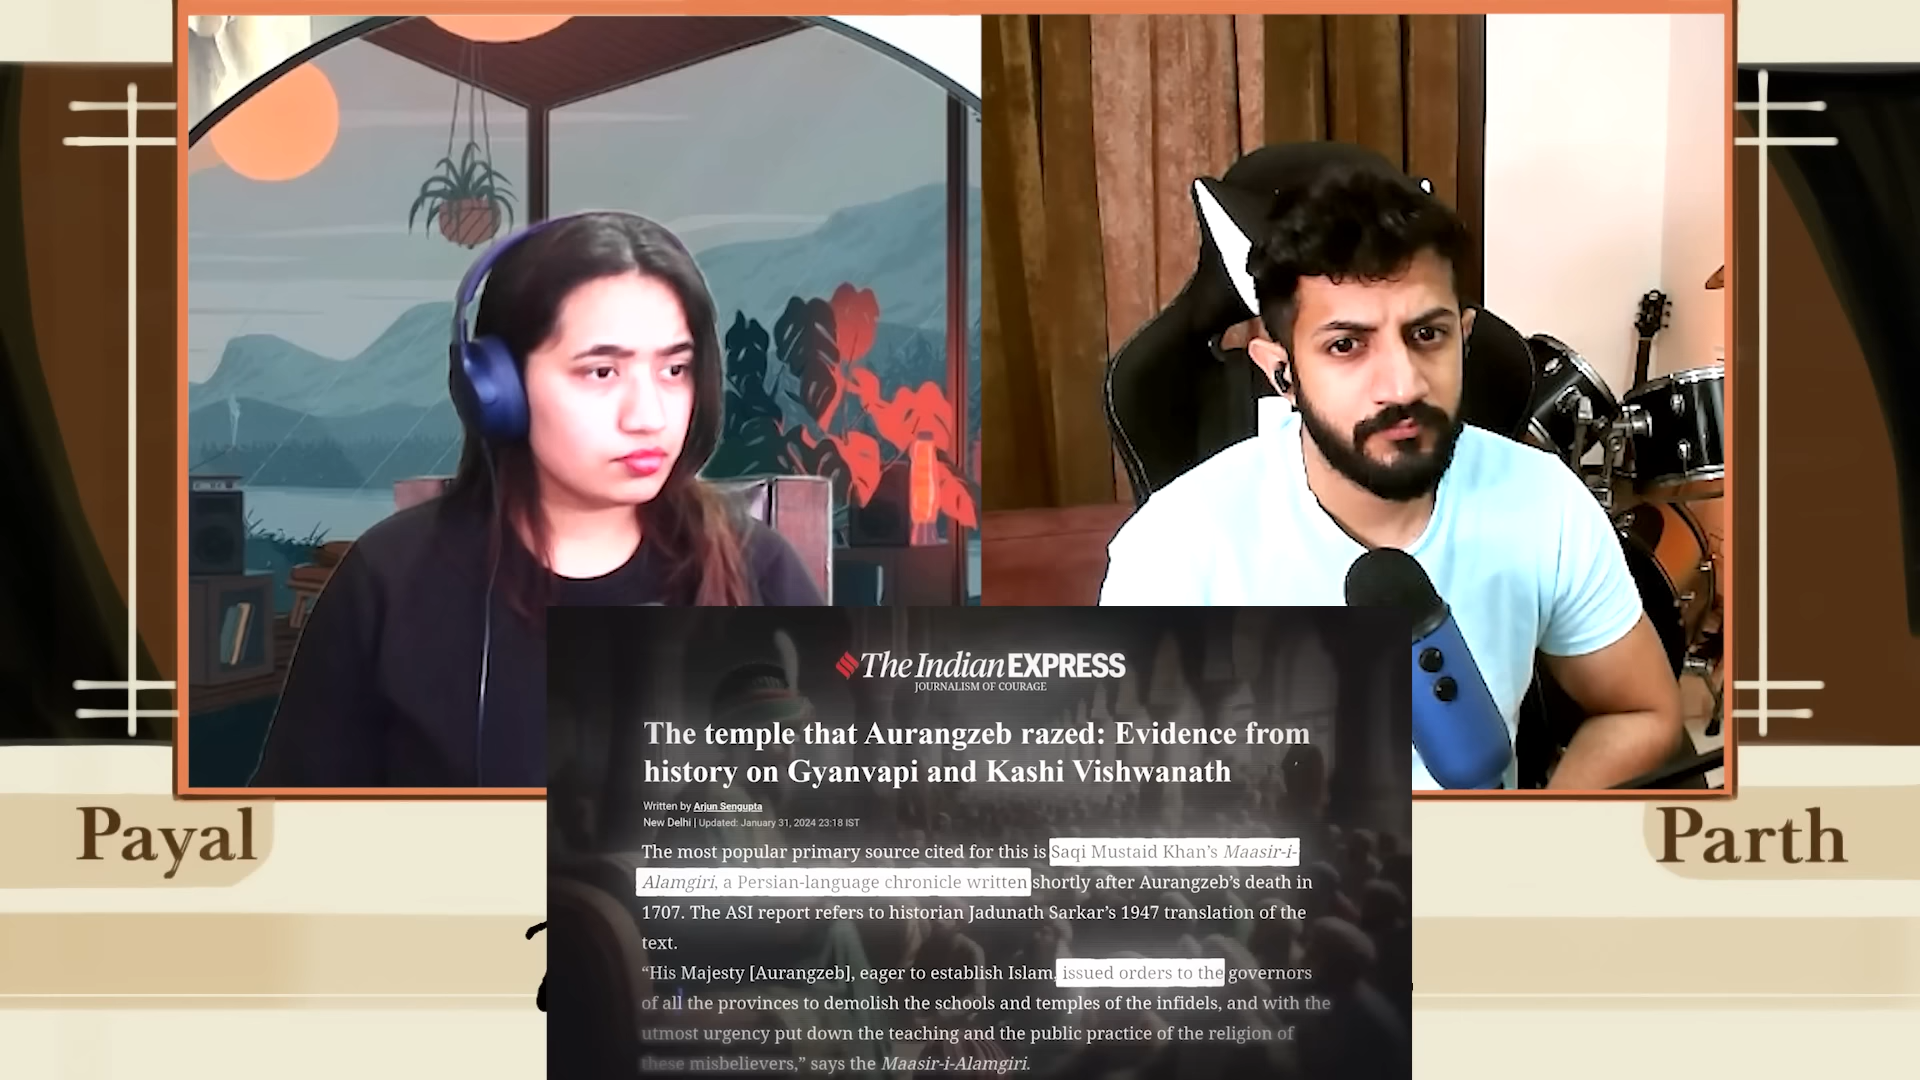 The Indian EXPRESS
JOURNALISM OF COURAGE
The temple that Aurangzeb razed: Evidence from
history on Gyanvapi and Kashi Vishwanath
Written by Arjun Sengupta
New Delhi | Updated: January 31, 2024 23:18 IST
The most popular primary source cited for this is Saqi Mustaid Khan's Maasir-i-
Alamgiri, a Persian-language chronicle written shortly after Aurangzeb's death in
1707. The ASI report refers to historian Jadunath Sarkar's 1947 translation of the
text.
“His Majesty [Aurangzeb], eager to establish Islam, issued orders to the governors
of all the provinces to demolish the schools and temples of the infidels, and with the
utmost urgency put down the teaching and the public practice of the religion of
these misbelievers,” says the Maasir-i-Alamgiri.
Payal
Parth